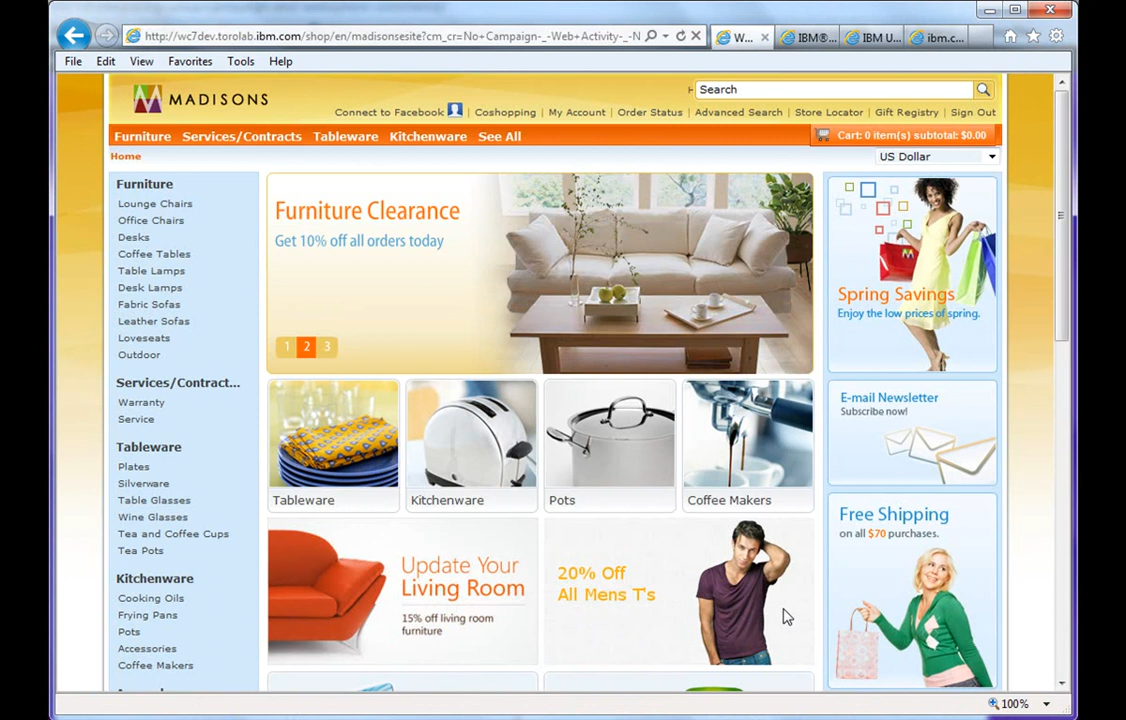 http://wc7dev.torolab.ibm.com/shop/en/madisonsesite?cm_cr=No+Campaign-_-Web+Activity-_-N
W...
IBM®...
IBM U...
ibm.c...
File Edit View Favorites Tools Help
MADISONS
Search
Connect to Facebook | Coshopping | My Account | Order Status | Advanced Search | Store Locator | Gift Registry | Sign Out
Furniture Services/Contracts Tableware Kitchenware See All
Cart: 0 item(s) subtotal: $0.00
Home
US Dollar
Furniture
Lounge Chairs
Office Chairs
Desks
Coffee Tables
Table Lamps
Desk Lamps
Fabric Sofas
Leather Sofas
Loveseats
Outdoor
Services/Contract...
Warranty
Service
Tableware
Plates
Silverware
Table Glasses
Wine Glasses
Tea and Coffee Cups
Tea Pots
Kitchenware
Cooking Oils
Frying Pans
Pots
Accessories
Coffee Makers
Furniture Clearance
Get 10% off all orders today
1 2 3
Tableware
Kitchenware
Pots
Coffee Makers
Update Your
Living Room
15% off living room
furniture
20% Off
All Mens T's
Spring Savings
Enjoy the low prices of spring.
E-mail Newsletter
Subscribe now!
Free Shipping
on all $70 purchases.
100%